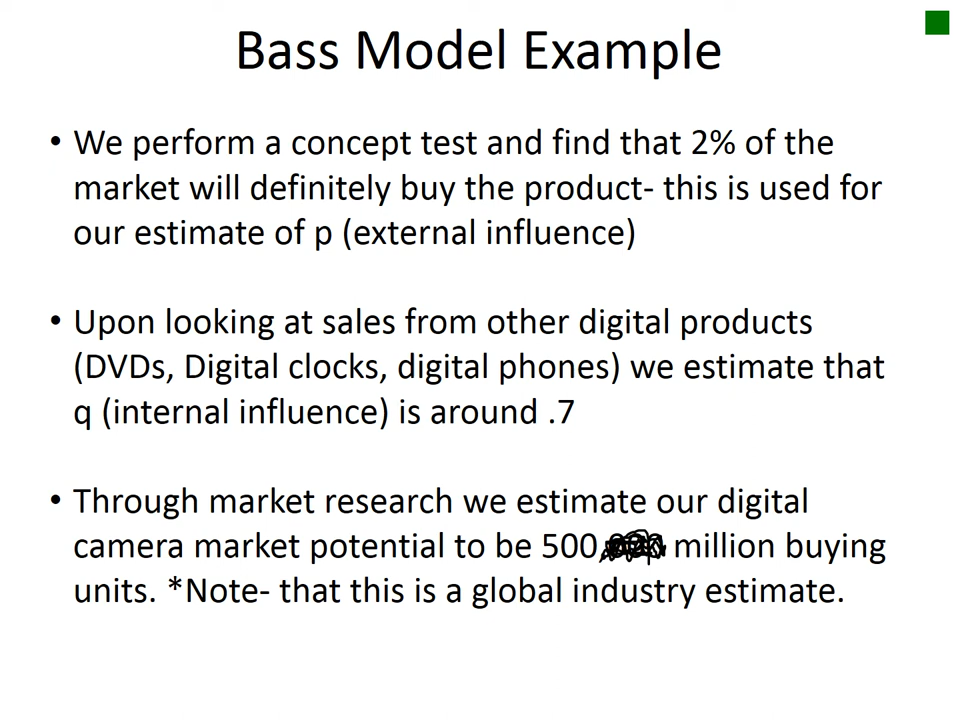 Bass Model Example
• We perform a concept test and find that 2% of the
market will definitely buy the product- this is used for
our estimate of p (external influence)
• Upon looking at sales from other digital products
(DVDs, Digital clocks, digital phones) we estimate that
q (internal influence) is around .7
• Through market research we estimate our digital
camera market potential to be 500 million buying
units. *Note- that this is a global industry estimate.